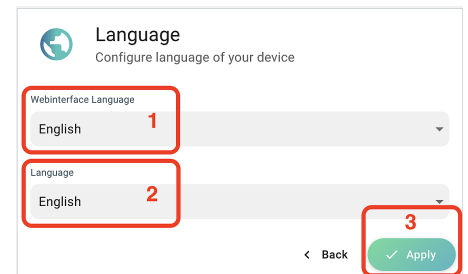 Language
Configure language of your device
Webinterface Language
English
1
Language
English
2
3
Back
Apply